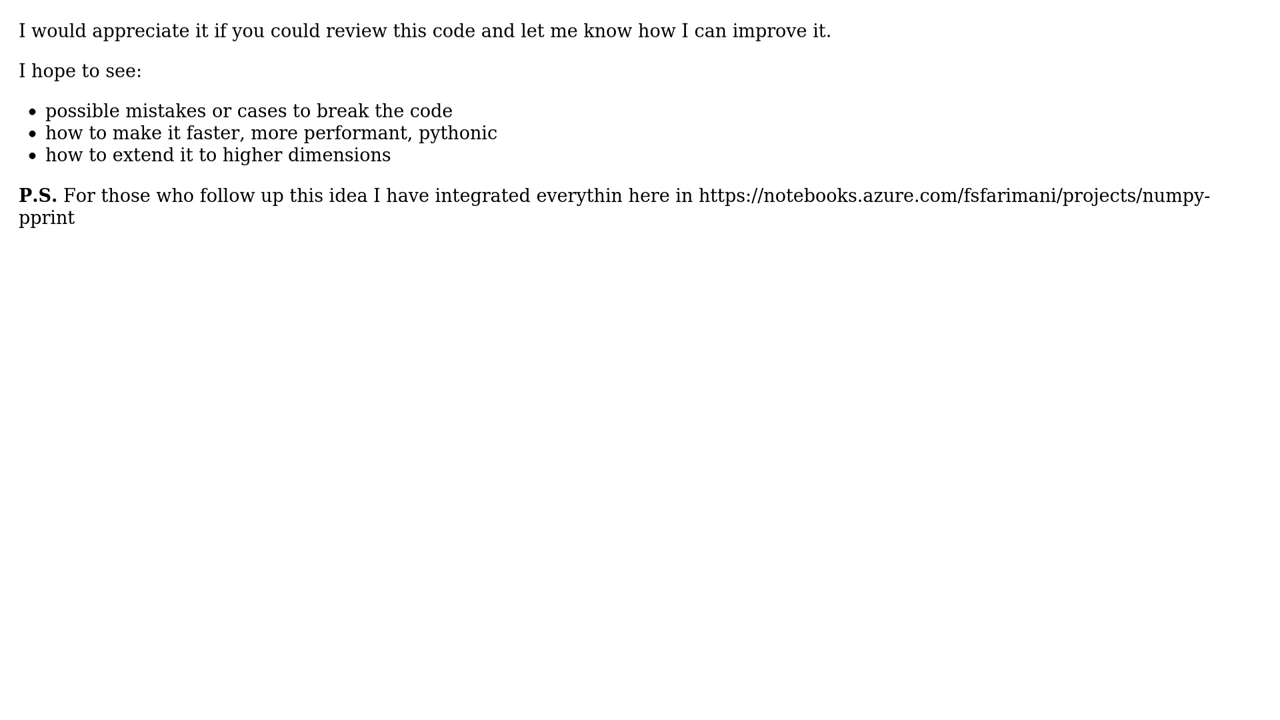 I would appreciate it if you could review this code and let me know how I can improve it.
I hope to see:
• possible mistakes or cases to break the code
• how to make it faster, more performant, pythonic
• how to extend it to higher dimensions
P.S. For those who follow up this idea I have integrated everythin here in https://notebooks.azure.com/fsfarimani/projects/numpy-
pprint